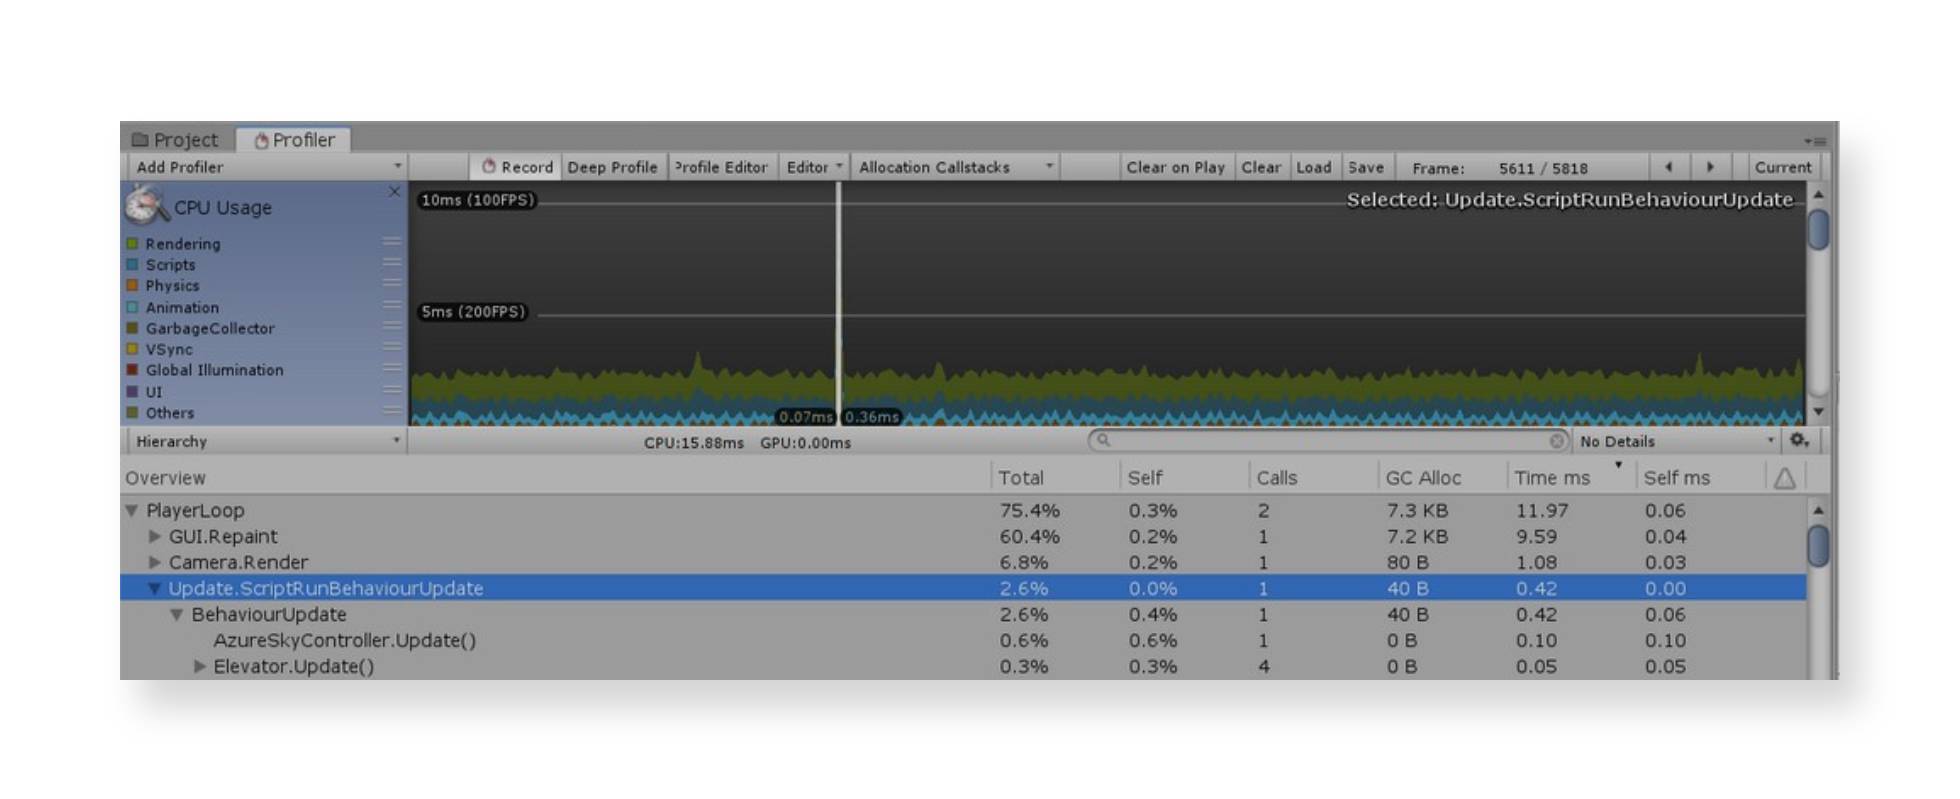 Project Profiler
Add Profiler Record Deep Profile Profile Editor Editor Allocation Callstacks Clear on Play Clear Load Save Frame: 5611 / 5818 Current
CPU Usage
Rendering
Scripts
Physics
Animation
GarbageCollector
VSync
Global Illumination
UI
Others
10ms (100FPS)
Selected: Update.ScriptRunBehaviourUpdate
5ms (200FPS)
0.07ms 0.36ms
Hierarchy CPU:15.88ms GPU:0.00ms No Details
Overview Total Self Calls GC Alloc Time ms Self ms
PlayerLoop 75.4% 0.3% 2 7.3 KB 11.97 0.06
GUI.Repaint 60.4% 0.2% 1 7.2 KB 9.59 0.04
Camera.Render 6.8% 0.2% 1 80 B 1.08 0.03
Update.ScriptRunBehaviourUpdate 2.6% 0.0% 1 40 B 0.42 0.00
BehaviourUpdate 2.6% 0.4% 1 40 B 0.42 0.06
AzureSkyController.Update() 0.6% 0.6% 1 0 B 0.10 0.10
Elevator.Update() 0.3% 0.3% 4 0 B 0.05 0.05